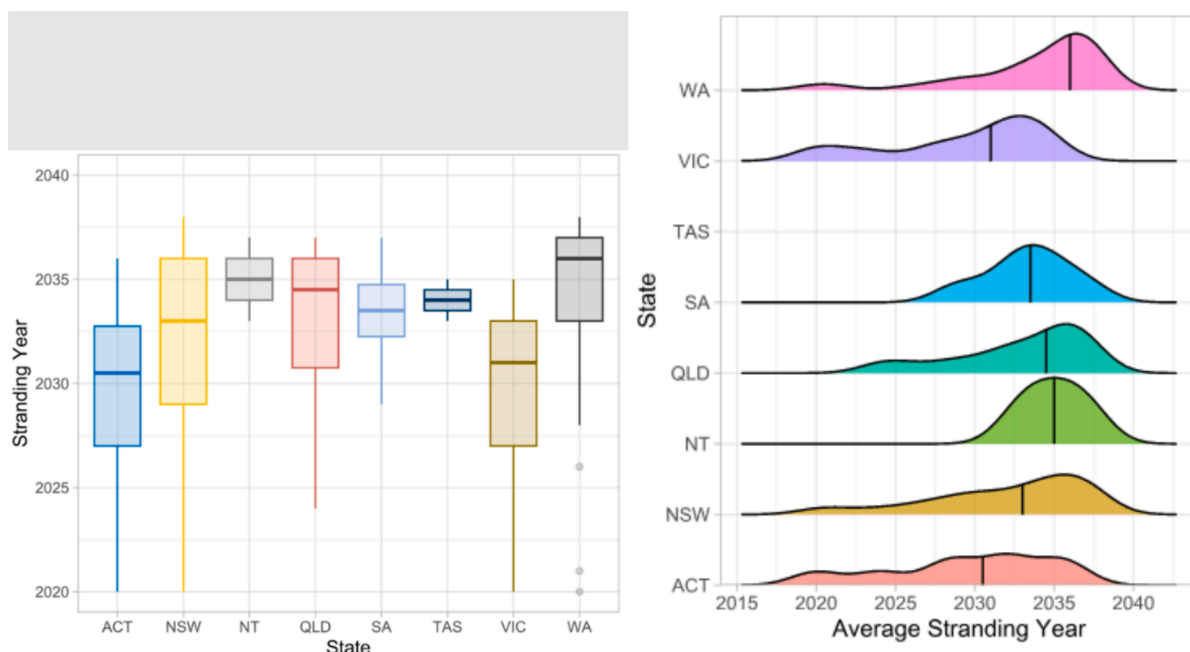 2040
2035
2030
2025
2020
Stranding Year
ACT NSW NT QLD SA TAS VIC WA
State
WA
VIC
TAS
SA
QLD
NT
NSW
ACT
State
2015 2020 2025 2030 2035 2040
Average Stranding Year